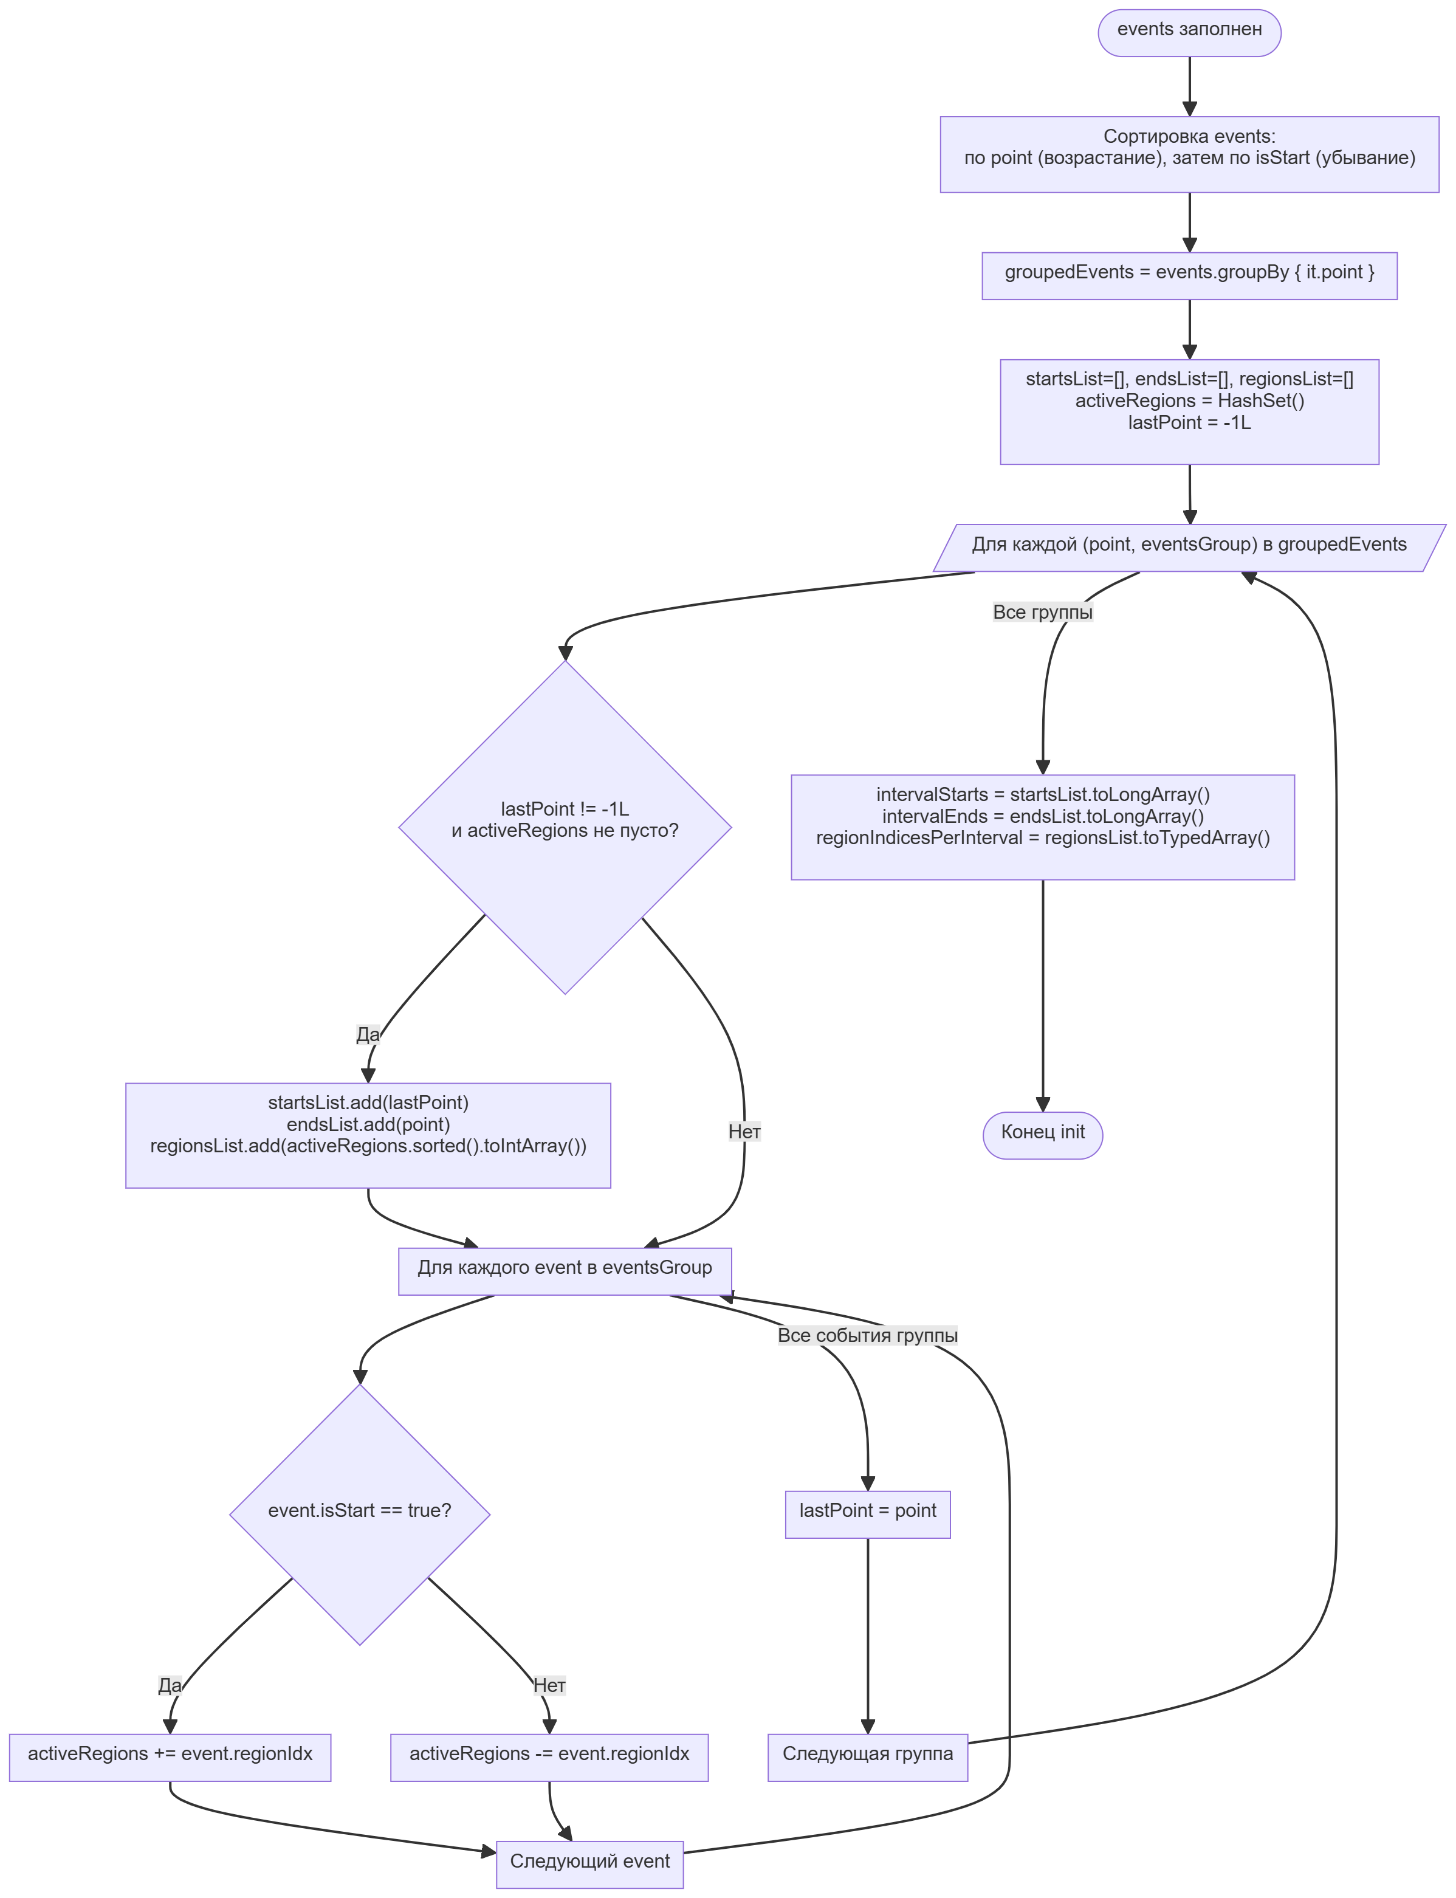 events заполнен
Сортировка events:
по point (возрастание), затем по isStart (убывание)
groupedEvents = events.groupBy { it.point }
startsList=[], endsList=[], regionsList=[]
activeRegions = HashSet()
lastPoint = -1L
Для каждой (point, eventsGroup) в groupedEvents
Все группы
lastPoint != -1L
и activeRegions не пусто?
intervalStarts = startsList.toLongArray()
intervalEnds = endsList.toLongArray()
regionIndicesPerInterval = regionsList.toTypedArray()
Да
startsList.add(lastPoint)
endsList.add(point)
regionsList.add(activeRegions.sorted().toIntArray())
Нет
Конец init
Для каждого event в eventsGroup
Все события группы
event.isStart == true?
lastPoint = point
Да
Нет
activeRegions += event.regionIdx
activeRegions -= event.regionIdx
Следующая группа
Следующий event